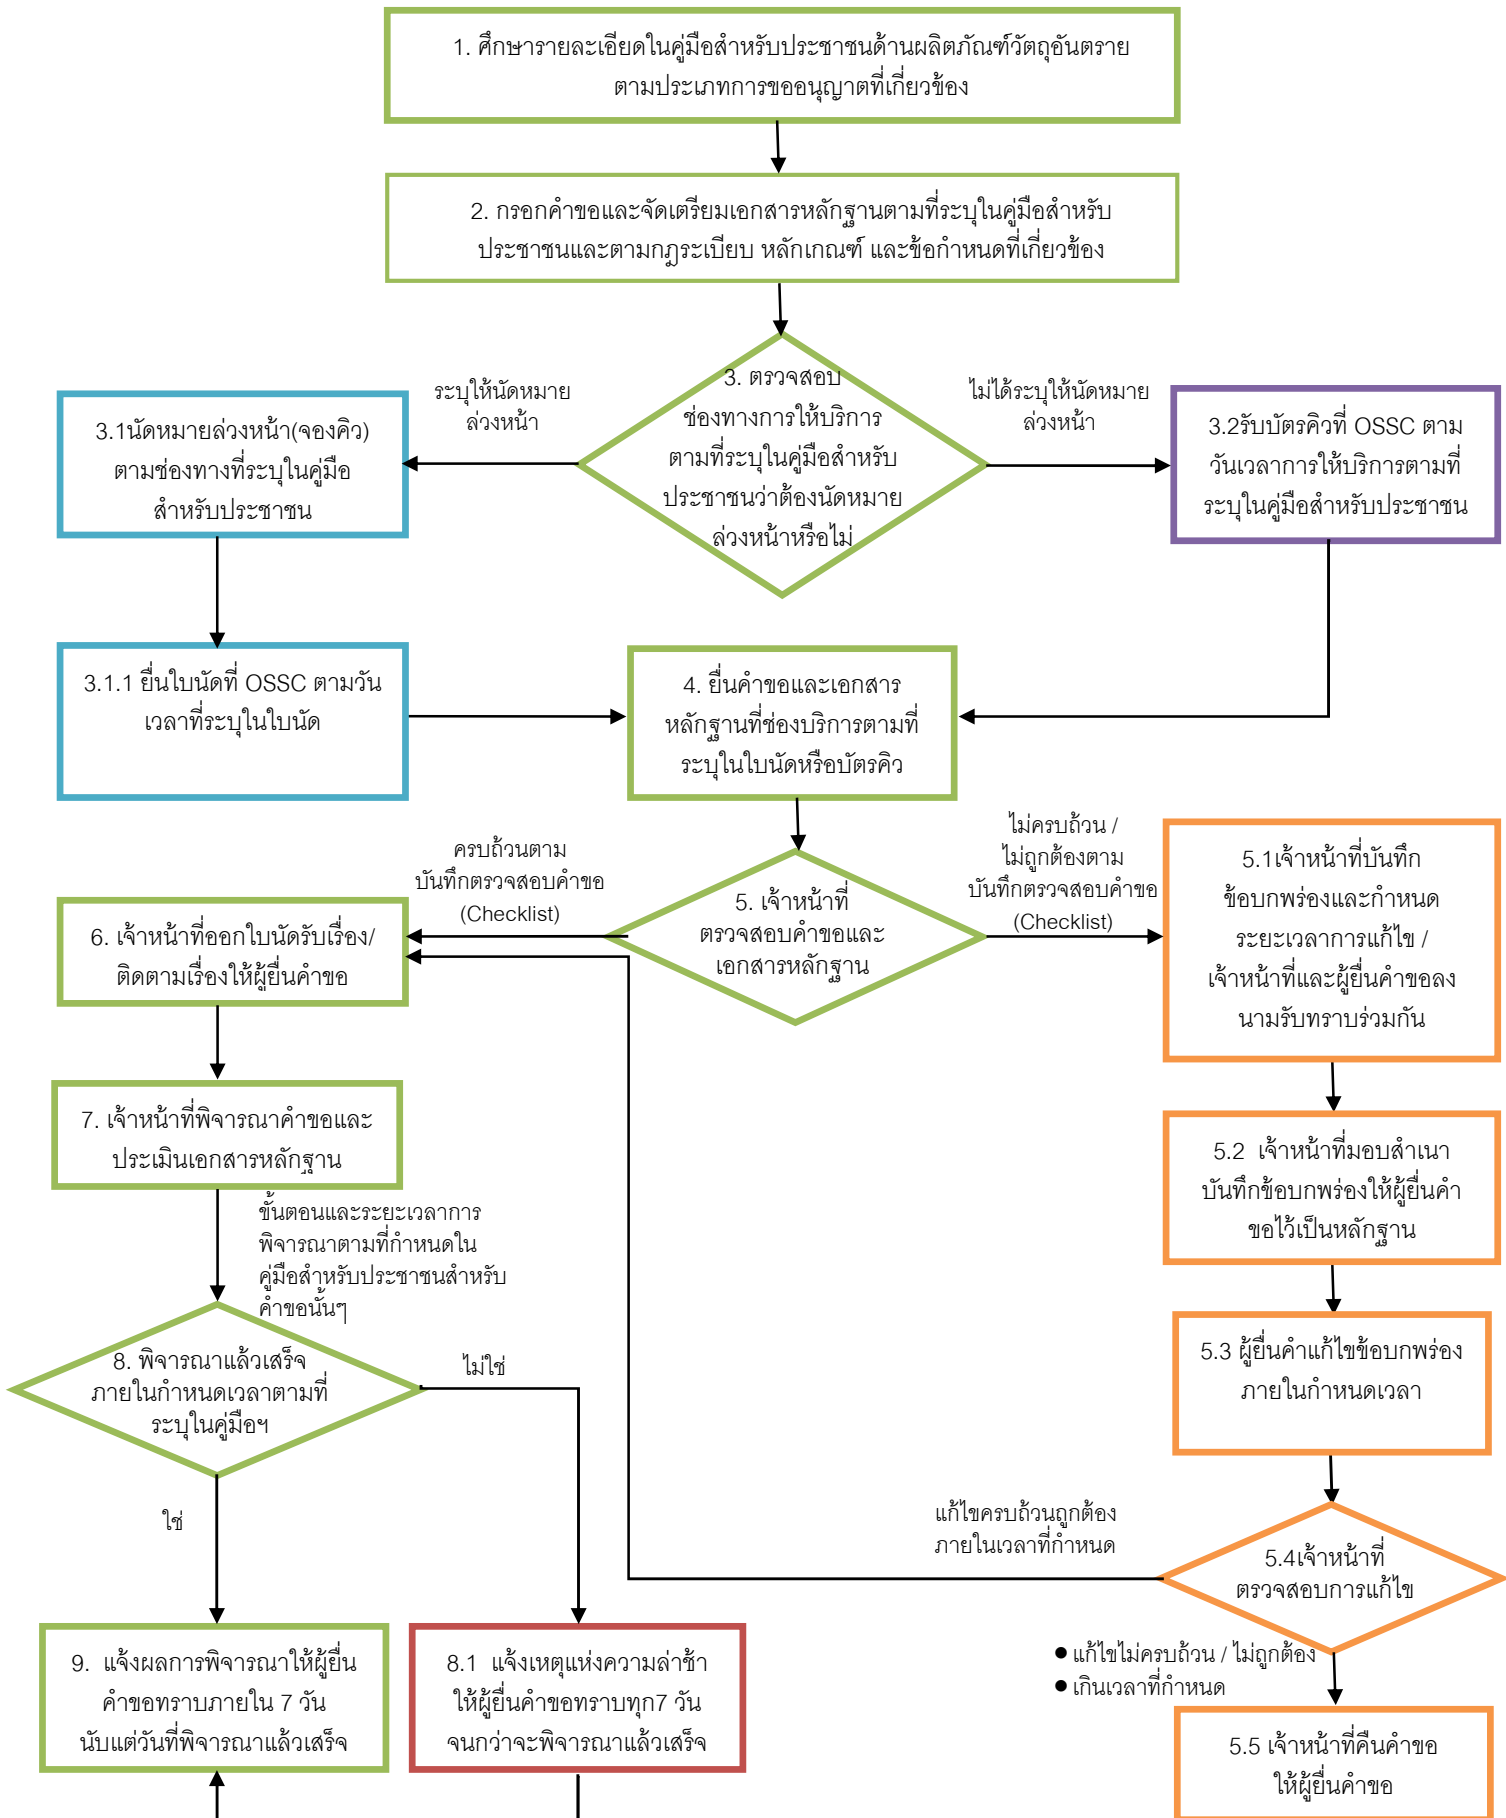 1. ศึกษารายละเอียดในคู่มือสำหรับประชาชนด้านผลิตภัณฑ์วัตถุอันตราย
ตามประเภทการขออนุญาตที่เกี่ยวข้อง
2. กรอกคำขอและจัดเตรียมเอกสารหลักฐานตามที่ระบุในคู่มือสำหรับ
ประชาชนและตามกฎระเบียบ หลักเกณฑ์ และข้อกำหนดที่เกี่ยวข้อง
3. ตรวจสอบ
ช่องทางการให้บริการ
ตามที่ระบุในคู่มือสำหรับ
ประชาชนว่าต้องนัดหมาย
ล่วงหน้าหรือไม่
ระบุให้นัดหมาย
ล่วงหน้า
ไม่ได้ระบุให้นัดหมาย
ล่วงหน้า
3.1นัดหมายล่วงหน้า(จองคิว)
ตามช่องทางที่ระบุในคู่มือ
สำหรับประชาชน
3.2รับบัตรคิวที่ OSSC ตาม
วันเวลาการให้บริการตามที่
ระบุในคู่มือสำหรับประชาชน
3.1.1 ยื่นใบนัดที่ OSSC ตามวัน
เวลาที่ระบุในใบนัด
4. ยื่นคำขอและเอกสาร
หลักฐานที่ช่องบริการตามที่
ระบุในใบนัดหรือบัตรคิว
ครบถ้วนตาม
บันทึกตรวจสอบคำขอ
(Checklist)
ไม่ครบถ้วน /
ไม่ถูกต้องตาม
บันทึกตรวจสอบคำขอ
(Checklist)
5. เจ้าหน้าที่
ตรวจสอบคำขอและ
เอกสารหลักฐาน
5.1เจ้าหน้าที่บันทึก
ข้อบกพร่องและกำหนด
ระยะเวลาการแก้ไข /
เจ้าหน้าที่และผู้ยื่นคำขอลง
นามรับทราบร่วมกัน
6. เจ้าหน้าที่ออกใบนัดรับเรื่อง/
ติดตามเรื่องให้ผู้ยื่นคำขอ
7. เจ้าหน้าที่พิจารณาคำขอและ
ประเมินเอกสารหลักฐาน
5.2 เจ้าหน้าที่มอบสำเนา
บันทึกข้อบกพร่องให้ผู้ยื่นคำ
ขอไว้เป็นหลักฐาน
ขั้นตอนและระยะเวลาการ
พิจารณาตามที่กำหนดใน
คู่มือสำหรับประชาชนสำหรับ
คำขอนั้นๆ
8. พิจารณาแล้วเสร็จ
ภายในกำหนดเวลาตามที่
ระบุในคู่มือฯ
ไม่ใช่
ใช่
5.3 ผู้ยื่นคำแก้ไขข้อบกพร่อง
ภายในกำหนดเวลา
แก้ไขครบถ้วนถูกต้อง
ภายในเวลาที่กำหนด
5.4เจ้าหน้าที่
ตรวจสอบการแก้ไข
● แก้ไขไม่ครบถ้วน / ไม่ถูกต้อง
● เกินเวลาที่กำหนด
9. แจ้งผลการพิจารณาให้ผู้ยื่น
คำขอทราบภายใน 7 วัน
นับแต่วันที่พิจารณาแล้วเสร็จ
8.1 แจ้งเหตุแห่งความล่าช้า
ให้ผู้ยื่นคำขอทราบทุก7 วัน
จนกว่าจะพิจารณาแล้วเสร็จ
5.5 เจ้าหน้าที่คืนคำขอ
ให้ผู้ยื่นคำขอ